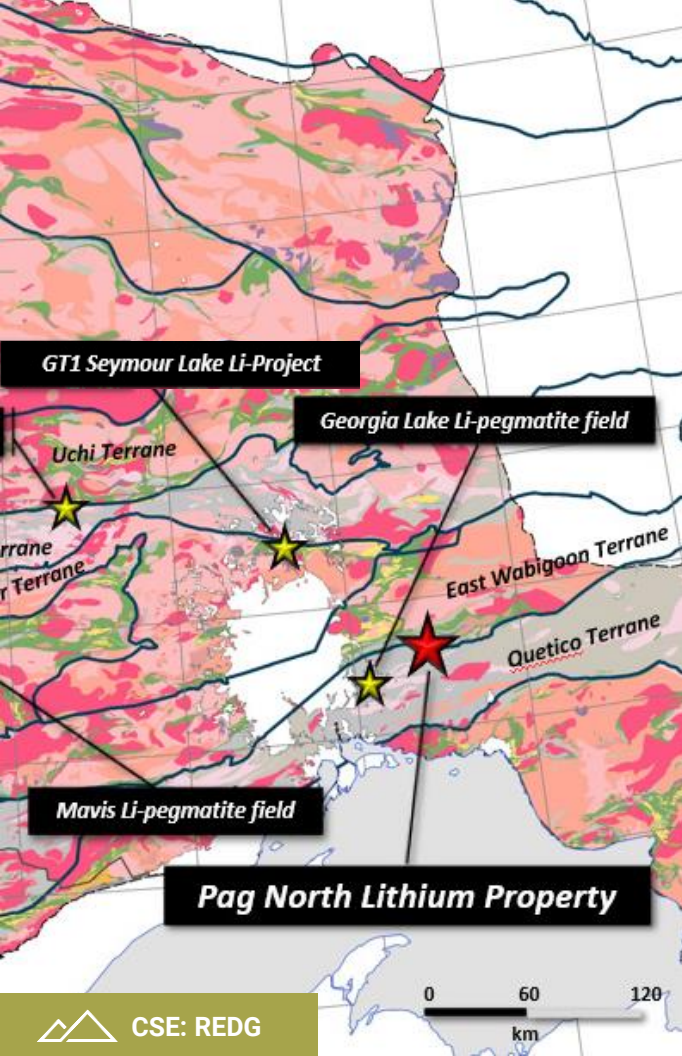 GT1 Seymour Lake Li-Project
Georgia Lake Li-pegmatite field
Uchi Terrane
rrane
r Terrane
East Wabigoon Terrane
Quetico Terrane
Mavis Li-pegmatite field
Pag North Lithium Property
0 60 120
km
CSE: REDG